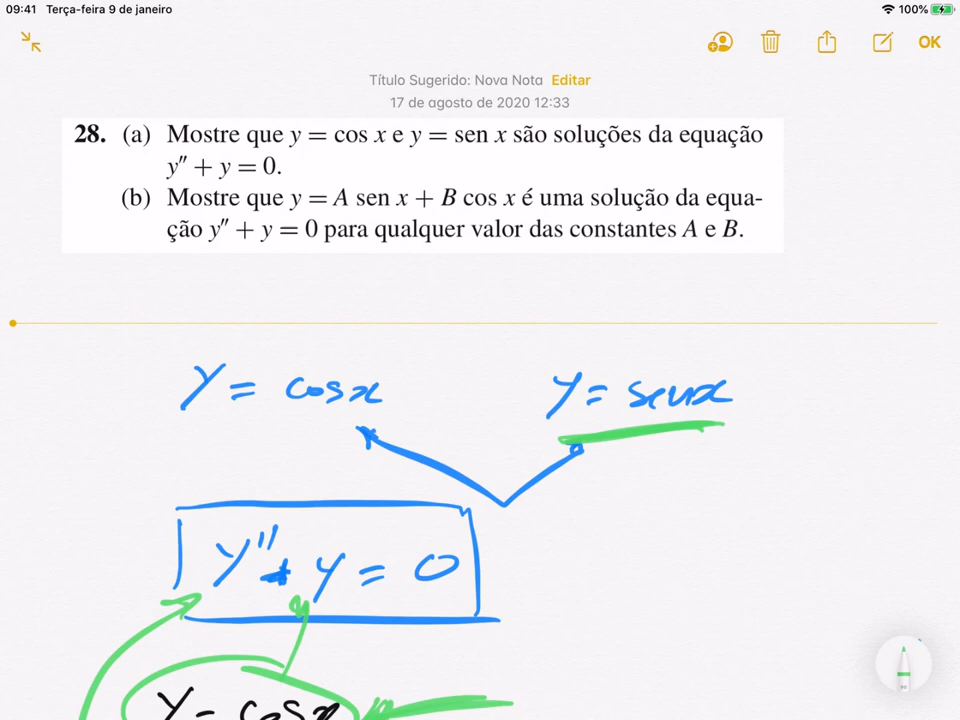 09:41 Terça-feira 9 de janeiro 100%
OK
Título Sugerido: Nova Nota Editar
17 de agosto de 2020 12:33
28. (a) Mostre que y = cos x e y = sen x são soluções da equação
y″ + y = 0.
(b) Mostre que y = A sen x + B cos x é uma solução da equa-
ção y″ + y = 0 para qualquer valor das constantes A e B.
y = cosx y = senx
y″ + y = 0
y = cosx